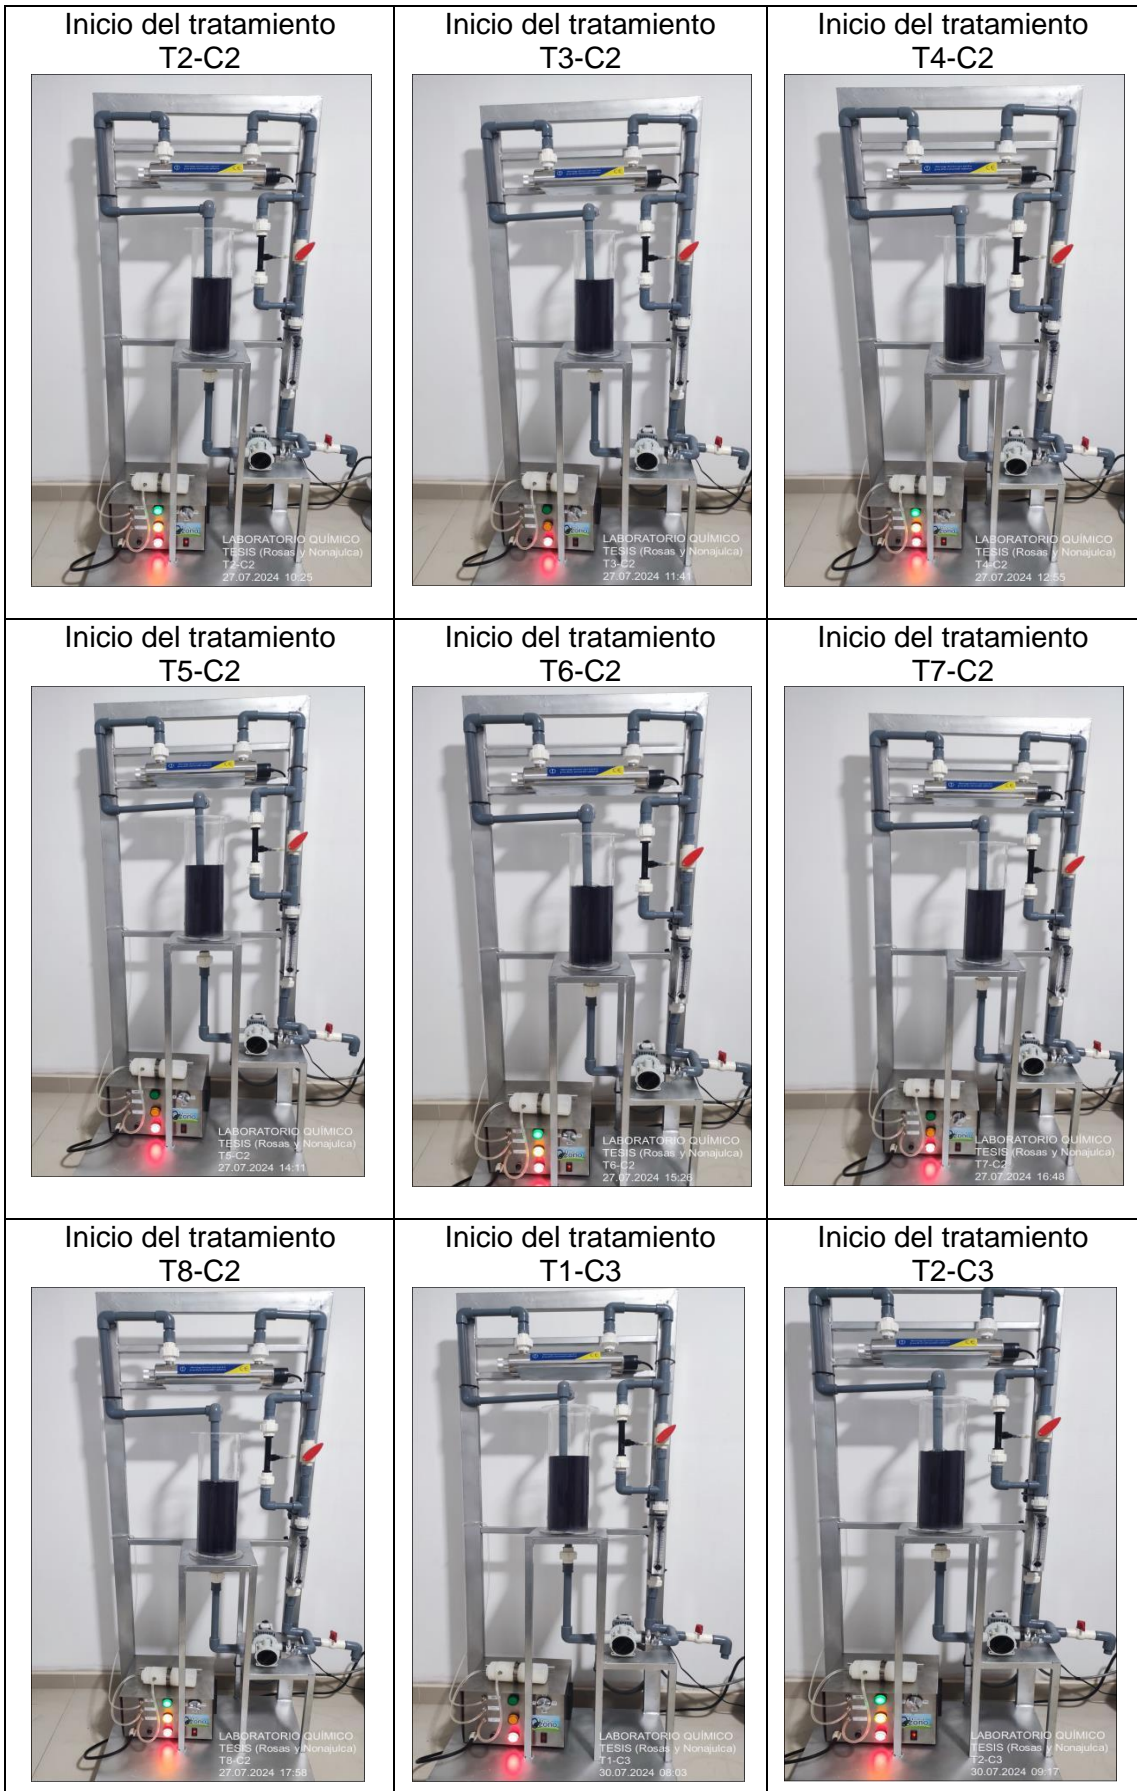 Inicio del tratamiento
T2-C2
LABORATORIO QUÍMICO
TESIS (Rosas y Nonajulca)
T2-C2
27.07.2024 10:25
Inicio del tratamiento
T3-C2
LABORATORIO QUÍMICO
TESIS (Rosas y Nonajulca)
T3-C2
27.07.2024 11:41
Inicio del tratamiento
T4-C2
LABORATORIO QUÍMICO
TESIS (Rosas y Nonajulca)
T4-C2
27.07.2024 12:55
Inicio del tratamiento
T5-C2
LABORATORIO QUÍMICO
TESIS (Rosas y Nonajulca)
T5-C2
27.07.2024 14:11
Inicio del tratamiento
T6-C2
LABORATORIO QUÍMICO
TESIS (Rosas y Nonajulca)
T6-C2
27.07.2024 15:26
Inicio del tratamiento
T7-C2
LABORATORIO QUÍMICO
TESIS (Rosas y Nonajulca)
T7-C2
27.07.2024 16:48
Inicio del tratamiento
T8-C2
LABORATORIO QUÍMICO
TESIS (Rosas y Nonajulca)
T8-C2
27.07.2024 17:58
Inicio del tratamiento
T1-C3
LABORATORIO QUÍMICO
TESIS (Rosas y Nonajulca)
T1-C3
30.07.2024 08:03
Inicio del tratamiento
T2-C3
LABORATORIO QUÍMICO
TESIS (Rosas y Nonajulca)
T2-C3
30.07.2024 09:17